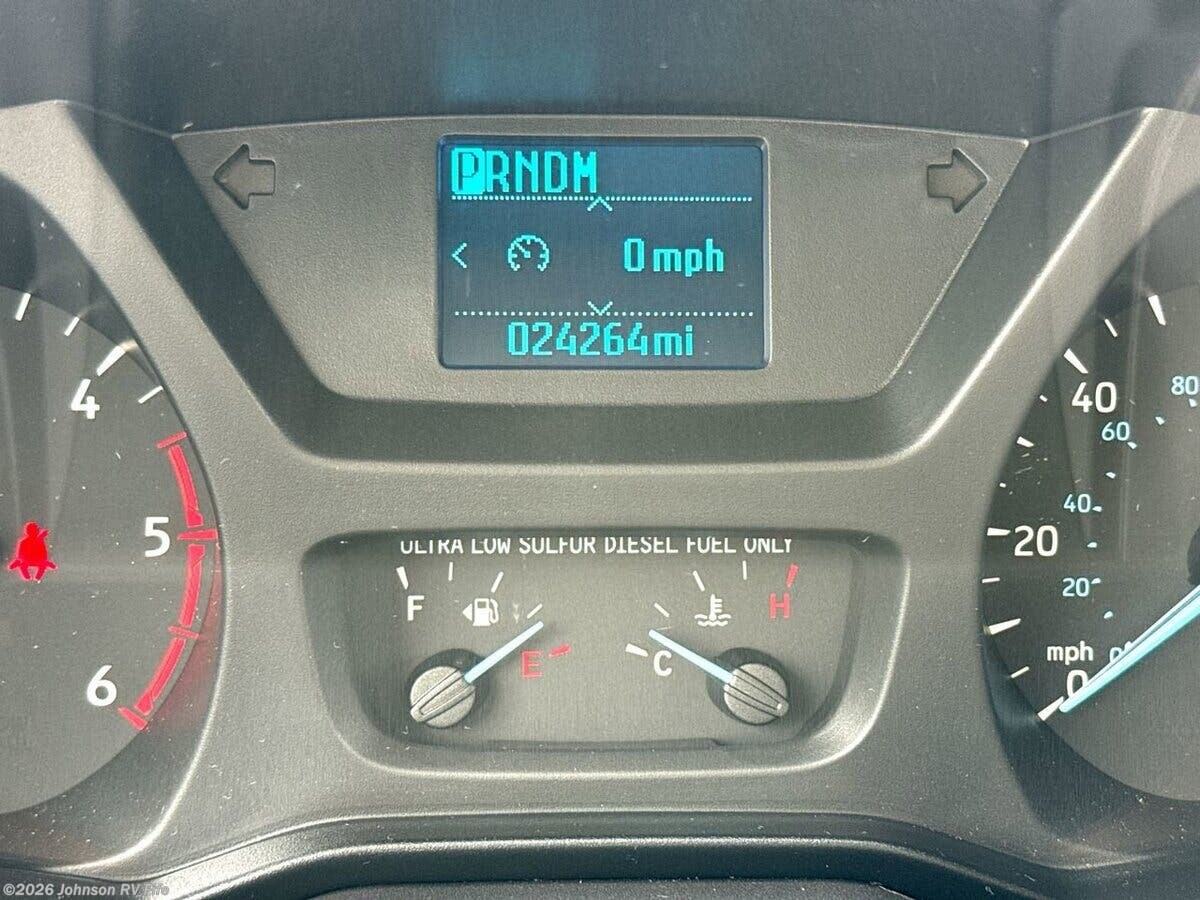 PRNDM
0 mph
024264mi
4
5
6
ULTRA LOW SULFUR DIESEL FUEL ONLY
F
E
C
H
80
40
60
40
20
20
mph
0
©2026 Johnson RV Fife